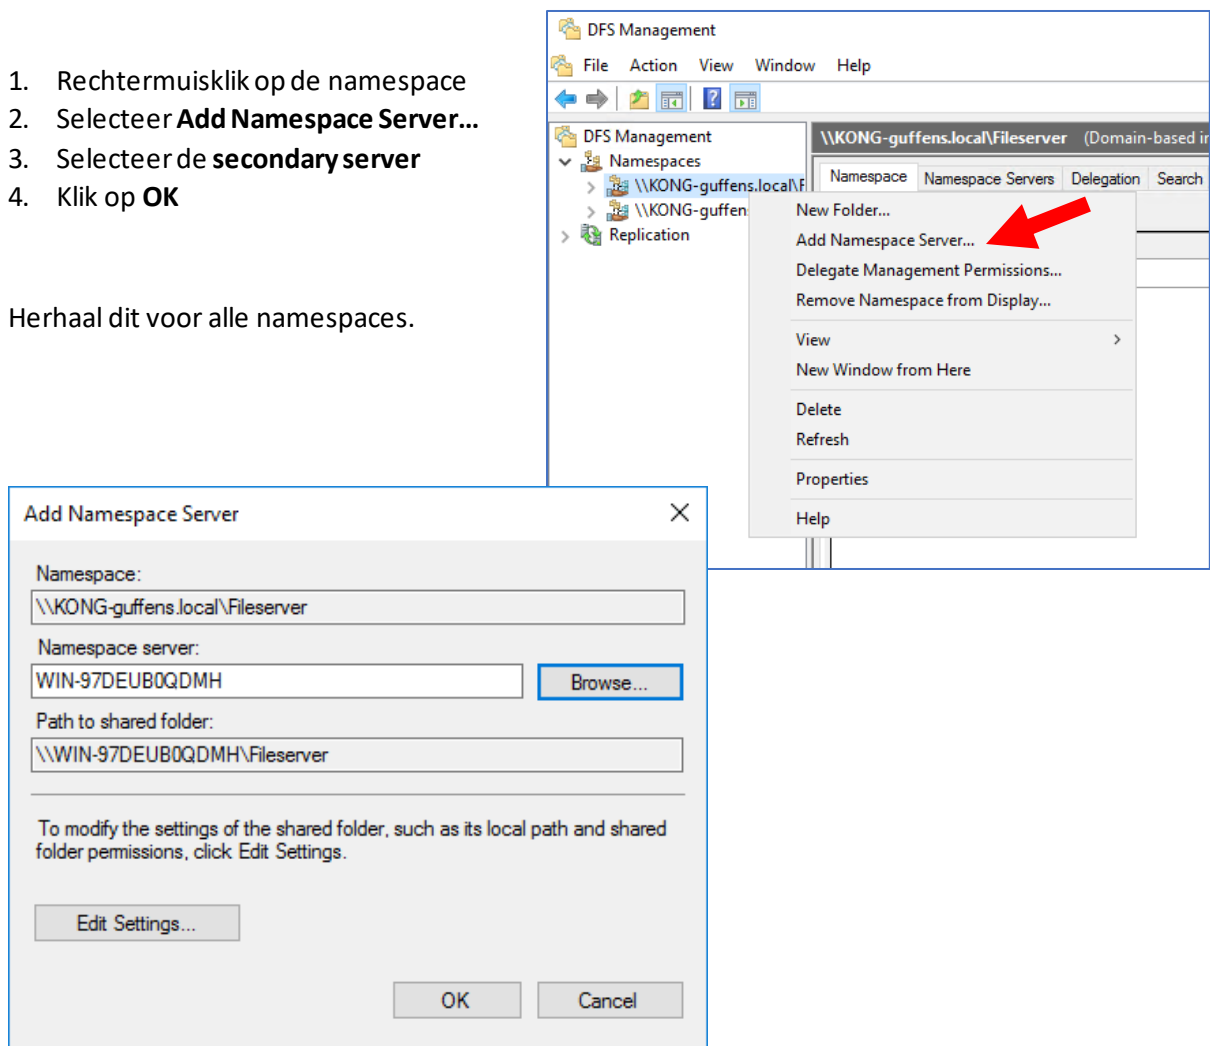 1. Rechtermuisklik op de namespace
2. Selecteer Add Namespace Server...
3. Selecteer de secondary server
4. Klik op OK
Herhaal dit voor alle namespaces.
DFS Management
File Action View Window Help
DFS Management
Namespaces
\\KONG-guffens.local\F
\\KONG-guffen
Replication
\\KONG-guffens.local\Fileserver (Domain-based in
Namespace Namespace Servers Delegation Search
New Folder...
Add Namespace Server...
Delegate Management Permissions...
Remove Namespace from Display...
View
New Window from Here
Delete
Refresh
Properties
Help
Add Namespace Server
Namespace:
\\KONG-guffens.local\Fileserver
Namespace server:
WIN-97DEUB0QDMH
Browse...
Path to shared folder:
\\WIN-97DEUB0QDMH\Fileserver
To modify the settings of the shared folder, such as its local path and shared
folder permissions, click Edit Settings.
Edit Settings...
OK Cancel